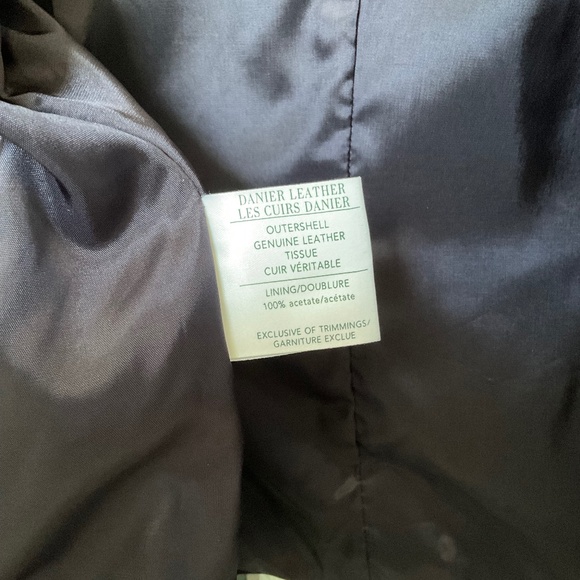 DANIER LEATHER
LES CUIRS DANIER
OUTERSHELL
GENUINE LEATHER
TISSUE
CUIR VÉRITABLE
LINING/DOUBLURE
100% acetate/acétate
EXCLUSIVE OF TRIMMINGS/
GARNITURE EXCLUE